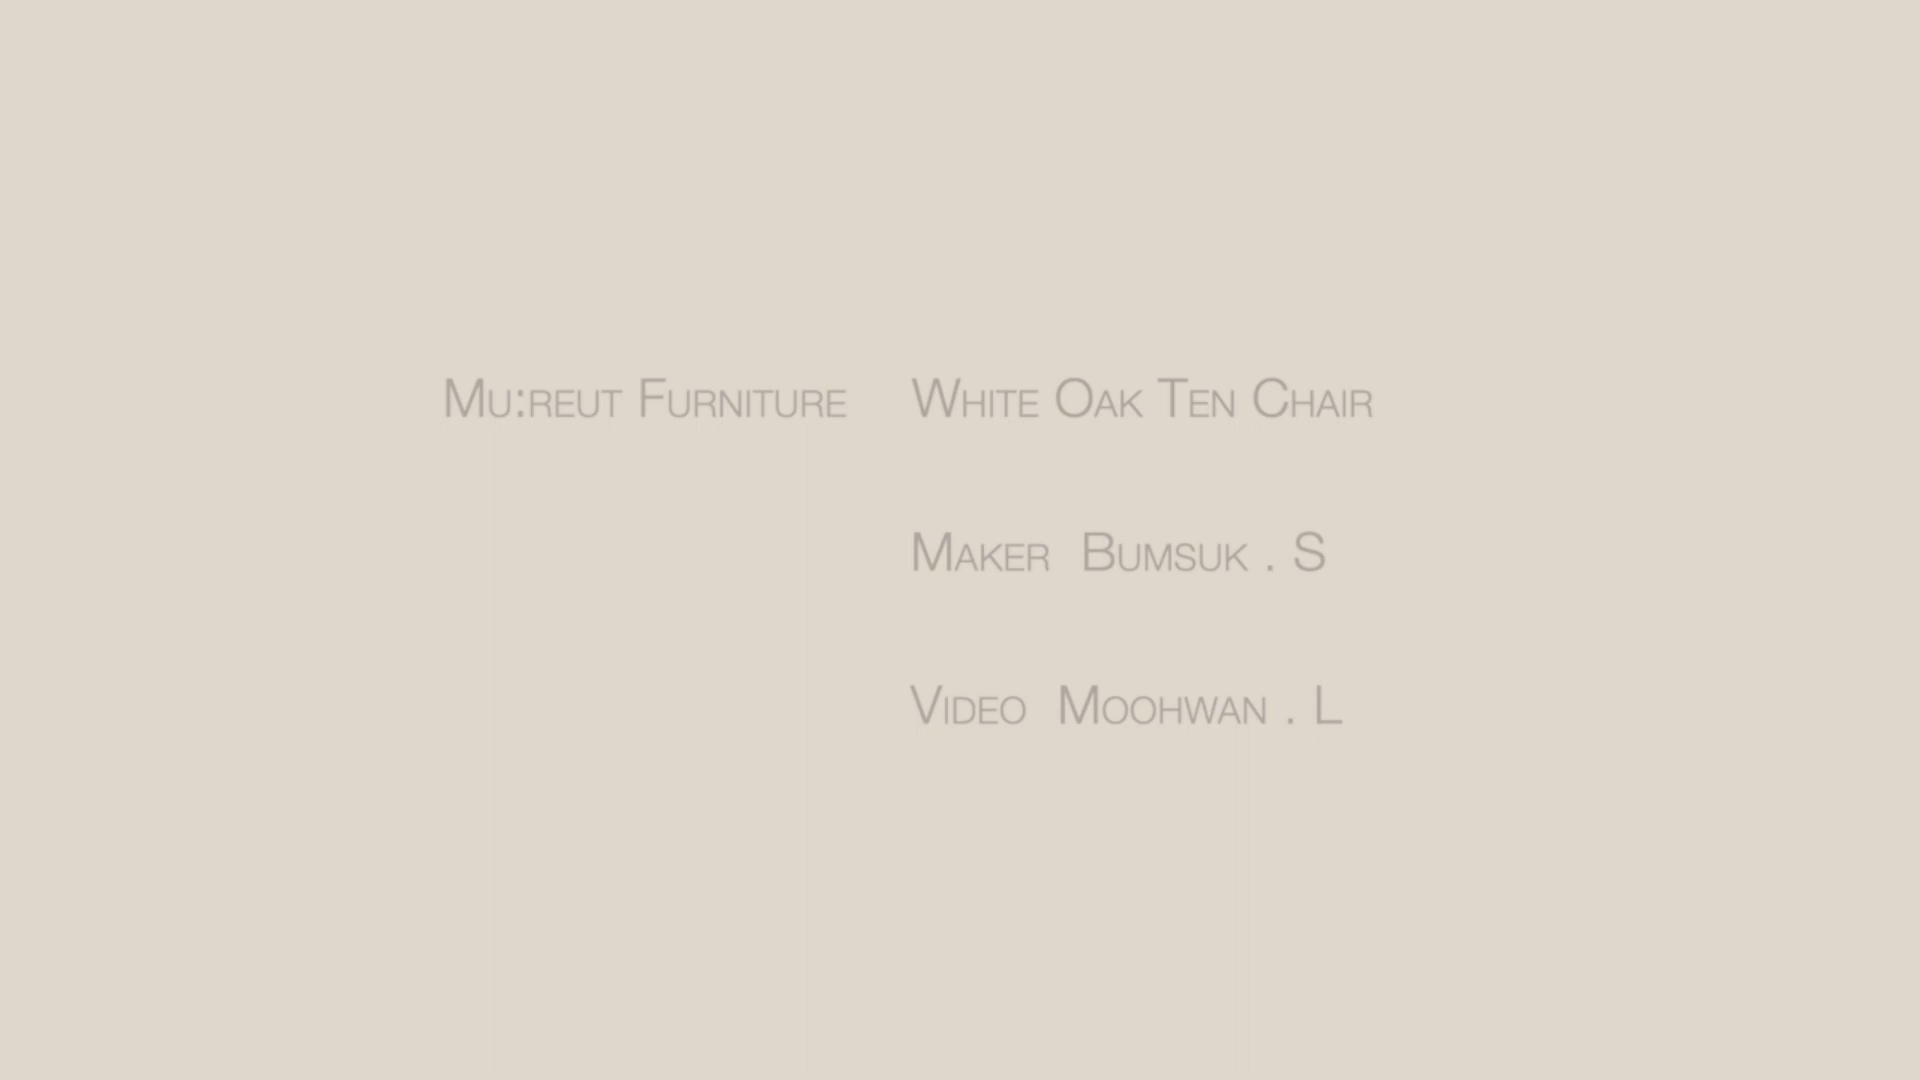 Mu:reut Furniture White Oak Ten Chair
Maker Bumsuk . S
Video Moohwan . L